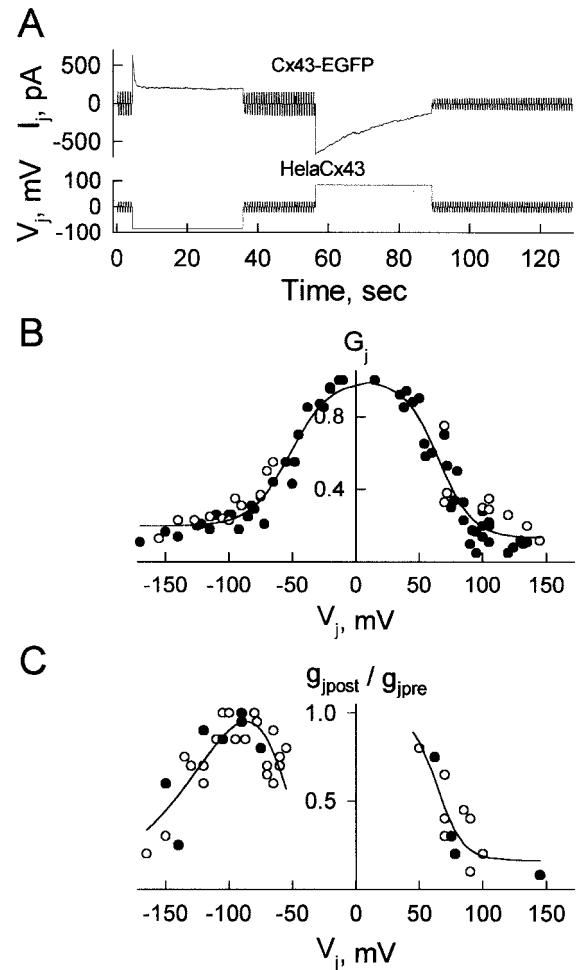 A
Cx43-EGFP
500
0
-500
I_j, pA
HelaCx43
100
0
-100
V_j, mV
0 20 40 60 80 100 120
Time, sec
B
G_j
0.8
0.4
-150 -100 -50 0 50 100 150
V_j, mV
C
g_jpost / g_jpre
1.0
0.5
-150 -100 -50 0 50 100 150
V_j, mV